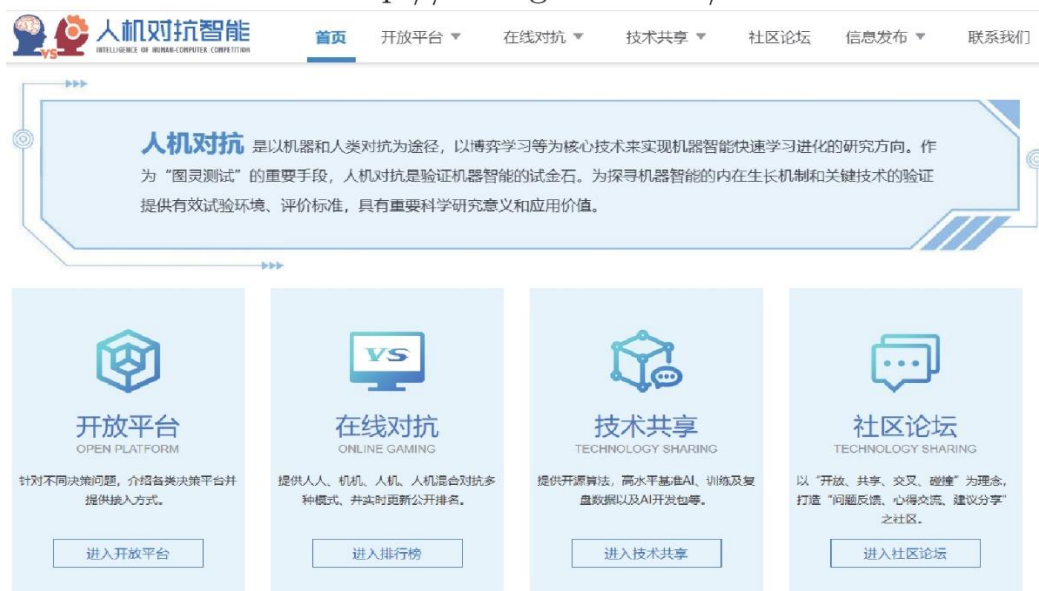 人机对抗智能
INTELLIGENCE OF HUMAN-COMPUTER COMPETITION
VS
首页 开放平台 在线对抗 技术共享 社区论坛 信息发布 联系我们
人机对抗 是以机器和人类对抗为途径，以博弈学习等为核心技术来实现机器智能快速学习进化的研究方向。作
为“图灵测试”的重要手段，人机对抗是验证机器智能的试金石。为探寻机器智能的内在生长机制和关键技术的验证
提供有效试验环境、评价标准，具有重要科学研究意义和应用价值。
VS
开放平台
OPEN PLATFORM
针对不同决策问题，介绍各类决策平台并
提供接入方式。
进入开放平台
在线对抗
ONLINE GAMING
提供人人、机机、人机、人机混合对抗多
种模式、并实时更新公开排名。
进入排行榜
技术共享
TECHNOLOGY SHARING
提供开源算法，高水平基准AI、训练及复
盘数据以及AI开发包等。
进入技术共享
社区论坛
TECHNOLOGY SHARING
以“开放、共享、交叉、碰撞”为理念，
打造“问题反馈、心得交流、建议分享”
之社区。
进入社区论坛